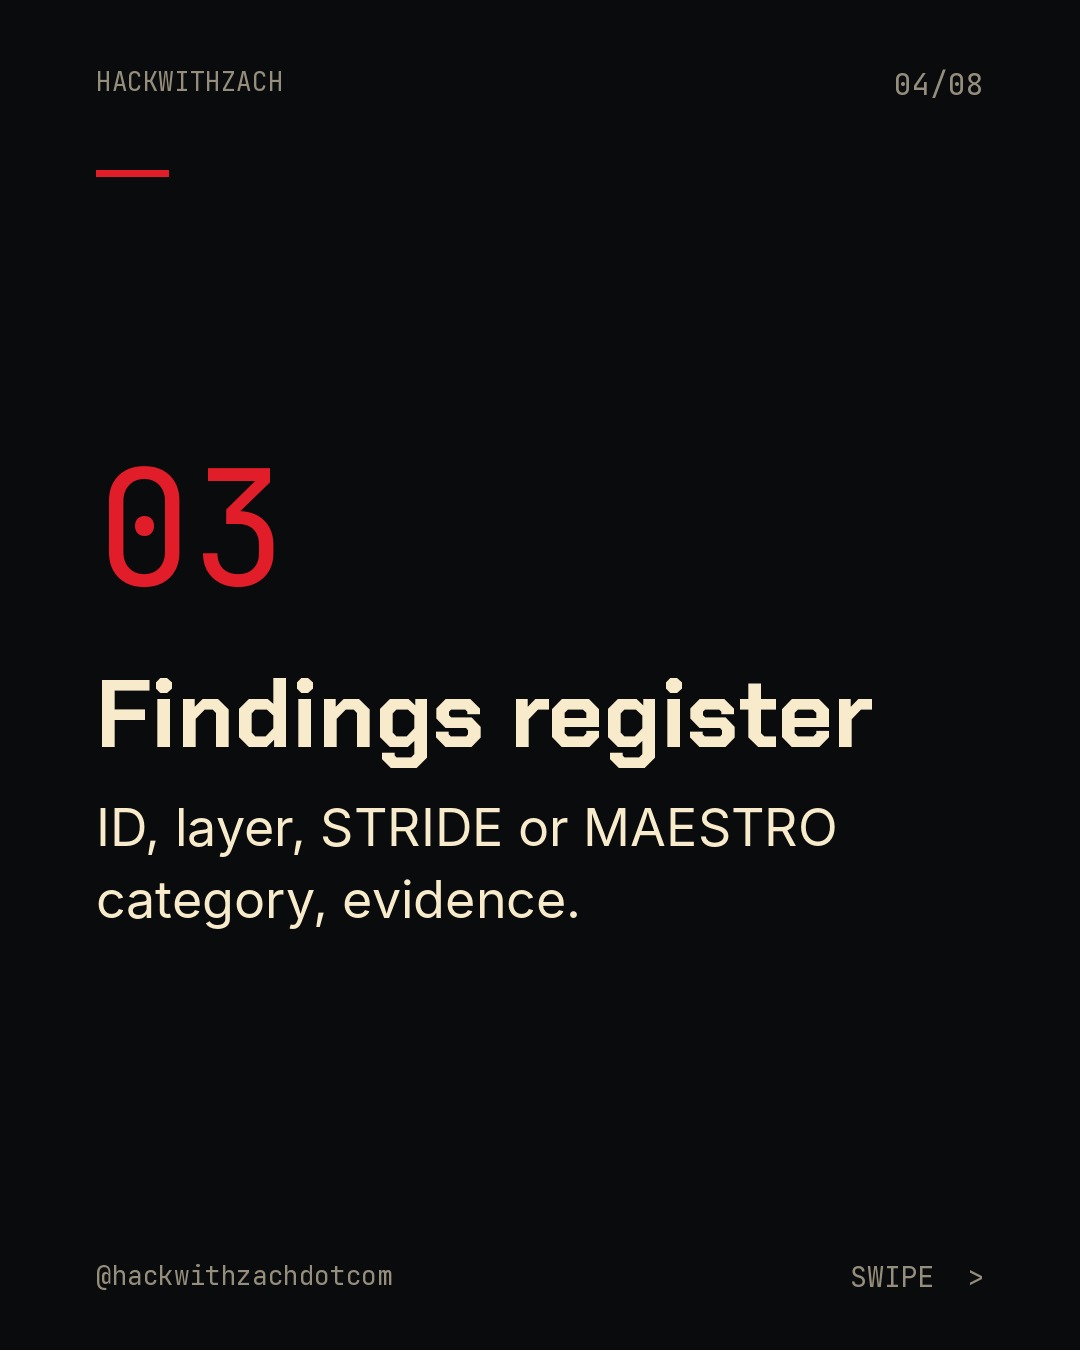 HACKWITHZACH
04/08
03
Findings register
ID, layer, STRIDE or MAESTRO
category, evidence.
@hackwithzachdotcom
SWIPE >